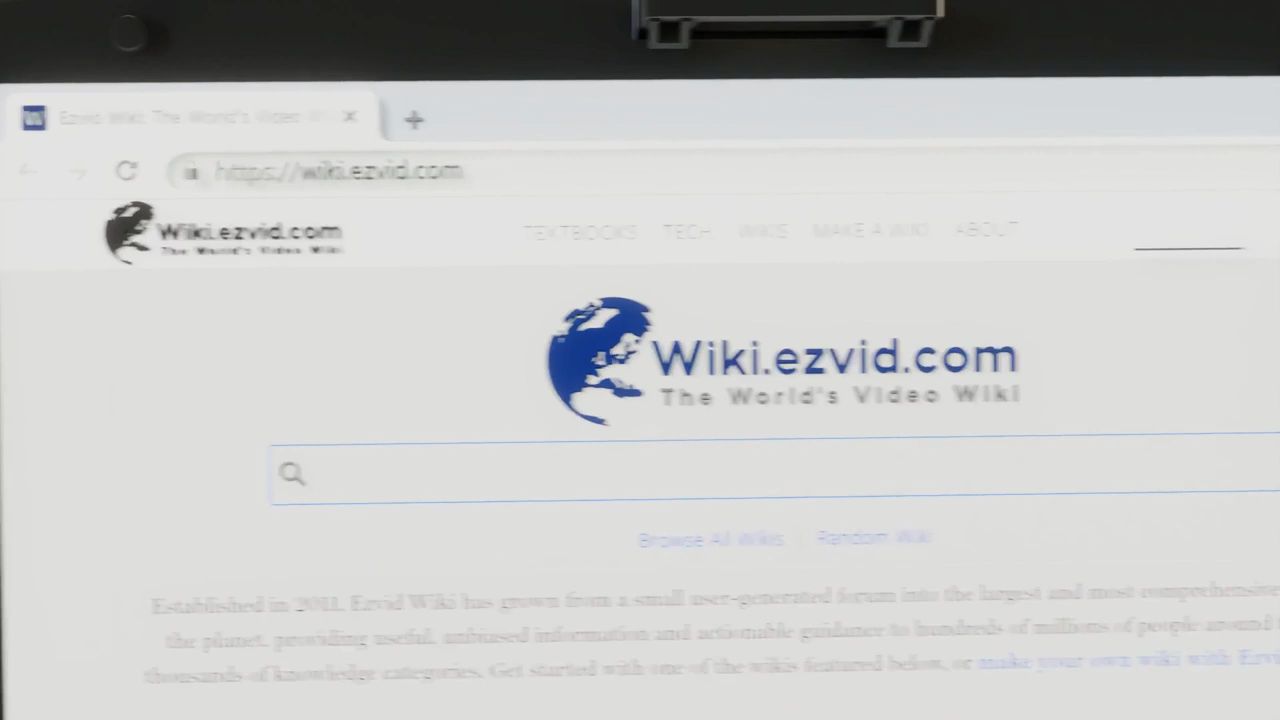 Ezvid Wiki: The World's Video
https://wiki.ezvid.com
Wiki.ezvid.com
The World's Video Wiki
TEXTBOOKS TECH WIKIS MAKE A WIKI ABOUT
Wiki.ezvid.com
The World's Video Wiki
Browse All Wikis | Random Wiki
Established in 2011, Ezvid Wiki has grown from a small user-generated forum into the largest and most comprehensive
the planet, providing useful, unbiased information and actionable guidance to hundreds of millions of people around
thousands of knowledge categories. Get started with one of the wikis featured below, or make your own wiki with